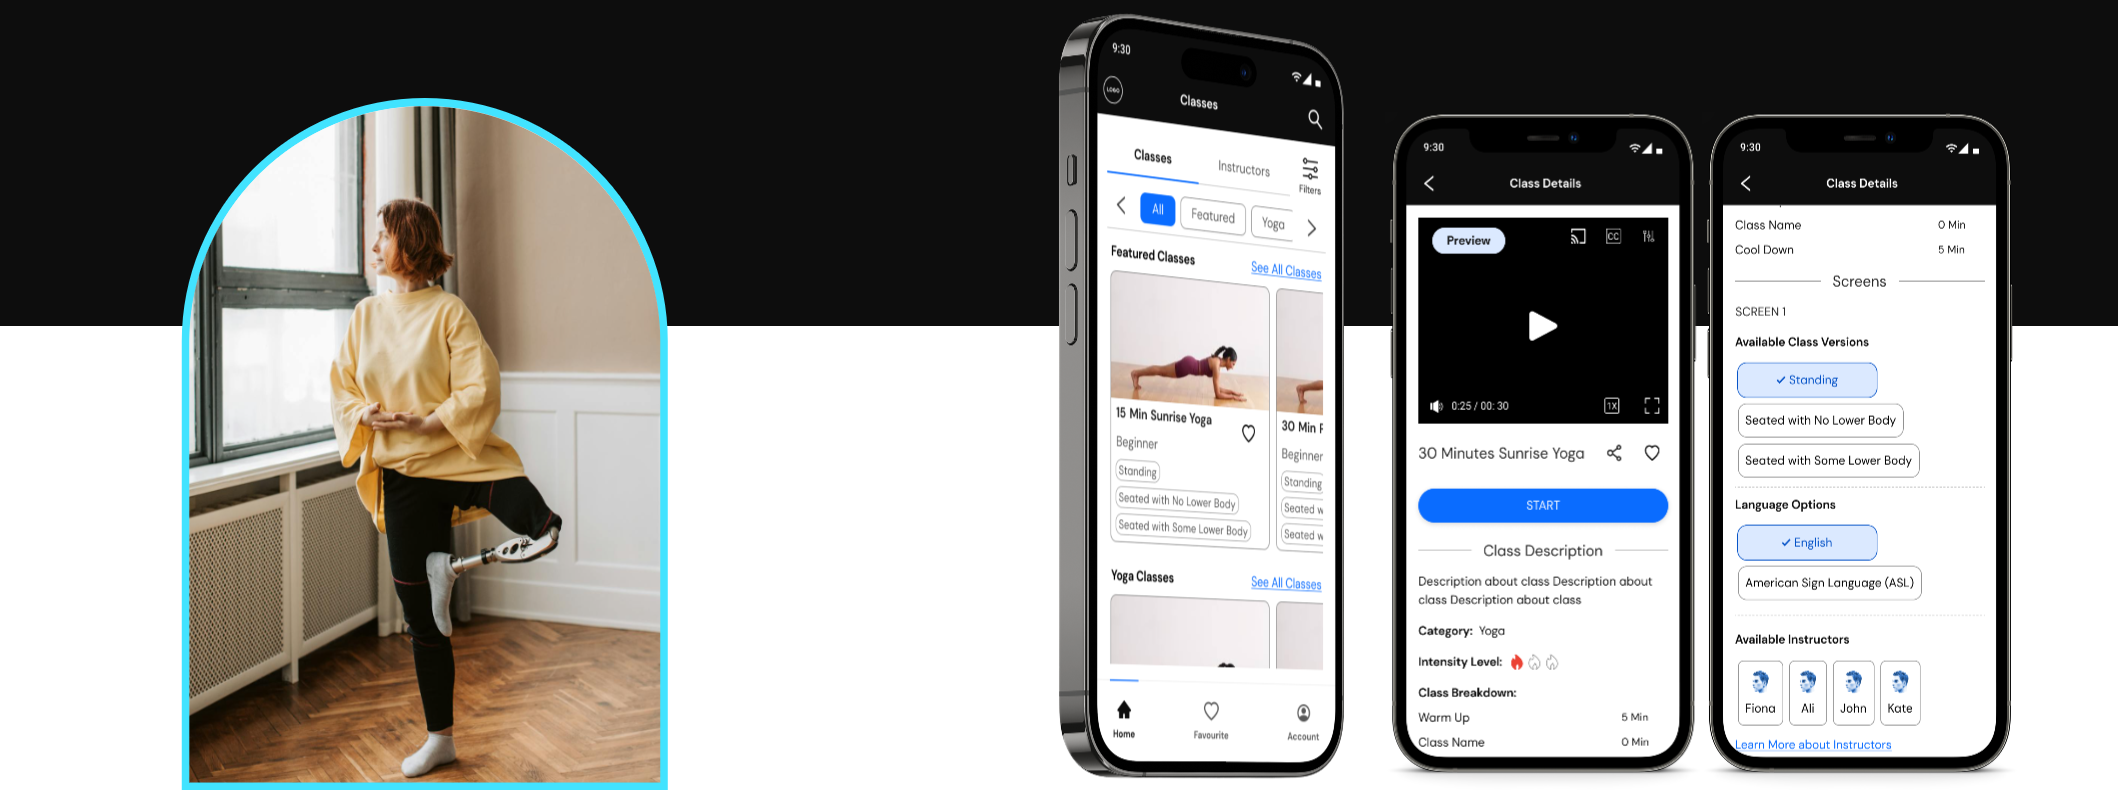 9:30
LOGO
Classes
Classes
Instructors
Filters
All
Featured
Yoga
Featured Classes
See All Classes
15 Min Sunrise Yoga
Beginner
Standing
Seated with No Lower Body
Seated with Some Lower Body
30 Min
Beginner
Standing
Seated
Seated
Yoga Classes
See All Classes
Home
Favourite
Account
9:30
Class Details
Preview
CC
0:25 / 00: 30
1X
30 Minutes Sunrise Yoga
START
Class Description
Description about class Description about
class Description about class
Category: Yoga
Intensity Level:
Class Breakdown:
Warm Up 5 Min
Class Name 0 Min
9:30
Class Details
Class Name 0 Min
Cool Down 5 Min
Screens
SCREEN 1
Available Class Versions
Standing
Seated with No Lower Body
Seated with Some Lower Body
Language Options
English
American Sign Language (ASL)
Available Instructors
Fiona
Ali
John
Kate
Learn More about Instructors